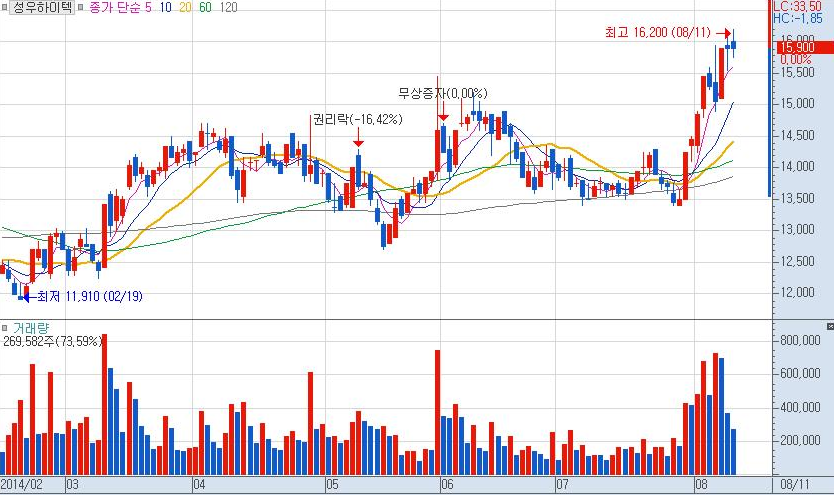 성우하이텍 종가 단순 5 10 20 60 120
LC:33,50
HC:-1,85
최고 16,200 (08/11)
16,000
15,900
0,00%
15,500
무상증자(0,00%)
15,000
권리락(-16,42%)
14,500
14,000
13,500
13,000
12,500
최저 11,910 (02/19)
12,000
거래량
269,582주(73,59%)
800,000
600,000
400,000
200,000
2014/02 03 04 05 06 07 08 08/11